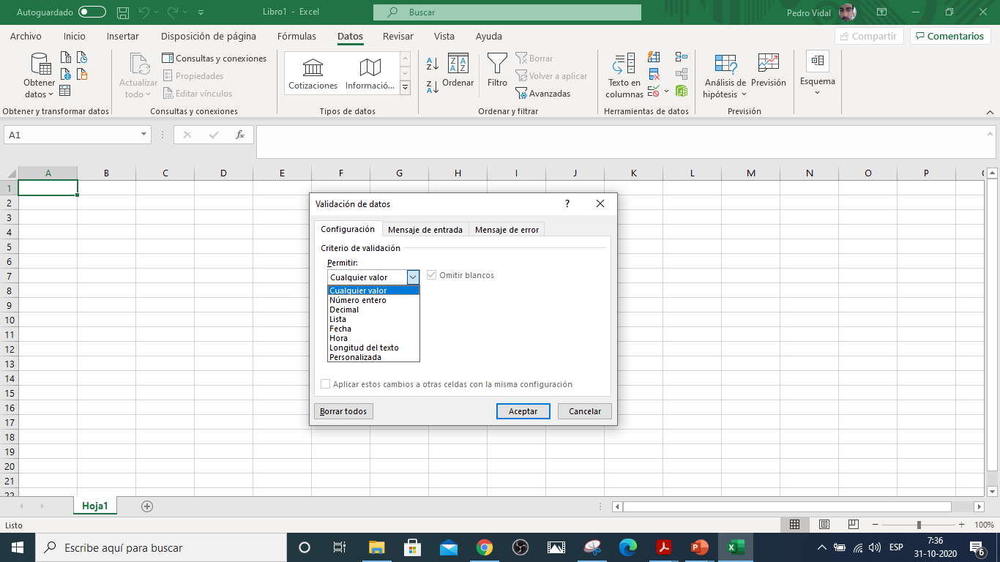 Autoguardado Libro1 - Excel Buscar Pedro Vidal
Archivo Inicio Insertar Disposición de página Fórmulas Datos Revisar Vista Ayuda Compartir Comentarios
Obtener datos
Actualizar todo
Consultas y conexiones
Propiedades
Editar vínculos
Cotizaciones Informació...
A Z
Z A
Z A A Z
Ordenar
Filtro
Borrar
Volver a aplicar
Avanzadas
Texto en columnas
Análisis de hipótesis
Previsión
Esquema
Obtener y transformar datos Consultas y conexiones Tipos de datos Ordenar y filtrar Herramientas de datos Previsión
A1 fx
A B C D E F G H I J K L M N O P
1
2
3
4
5
6
7
8
9
10
11
12
13
14
15
16
17
18
19
20
21
22
Validación de datos ?
Configuración Mensaje de entrada Mensaje de error
Criterio de validación
Permitir:
Cualquier valor Omitir blancos
Cualquier valor
Número entero
Decimal
Lista
Fecha
Hora
Longitud del texto
Personalizada
Aplicar estos cambios a otras celdas con la misma configuración
Borrar todos Aceptar Cancelar
Hoja1
Listo 100%
Escribe aquí para buscar ESP 7:36
31-10-2020 6